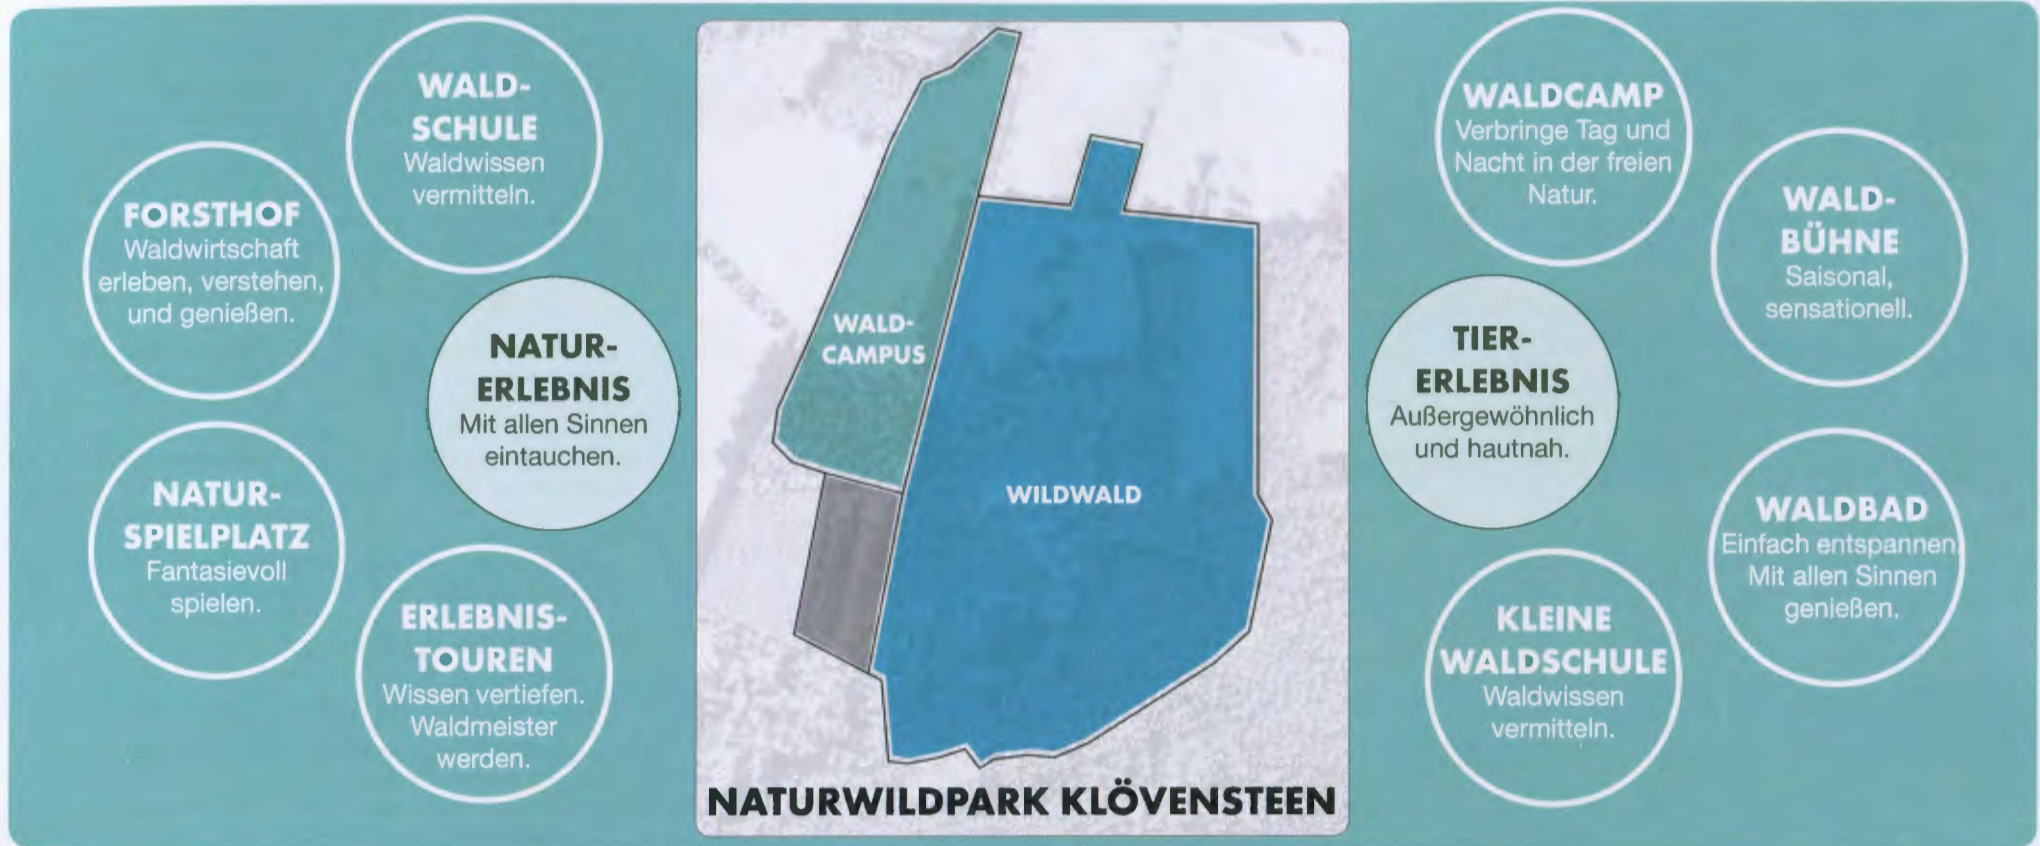 WALD-
SCHULE
Waldwissen
vermitteln.
FORSTHOF
Waldwirtschaft
erleben, verstehen,
und genießen.
NATUR-
ERLEBNIS
Mit allen Sinnen
eintauchen.
NATUR-
SPIELPLATZ
Fantasievoll
spielen.
ERLEBNIS-
TOUREN
Wissen vertiefen.
Waldmeister
werden.
WALD-
CAMPUS
WILDWALD
NATURWILDPARK KLÖVENSTEEN
WALDCAMP
Verbringe Tag und
Nacht in der freien
Natur.
WALD-
BÜHNE
Saisonal,
sensationell.
TIER-
ERLEBNIS
Außergewöhnlich
und hautnah.
WALDBAD
Einfach entspannen
Mit allen Sinnen
genießen.
KLEINE
WALDSCHULE
Waldwissen
vermitteln.